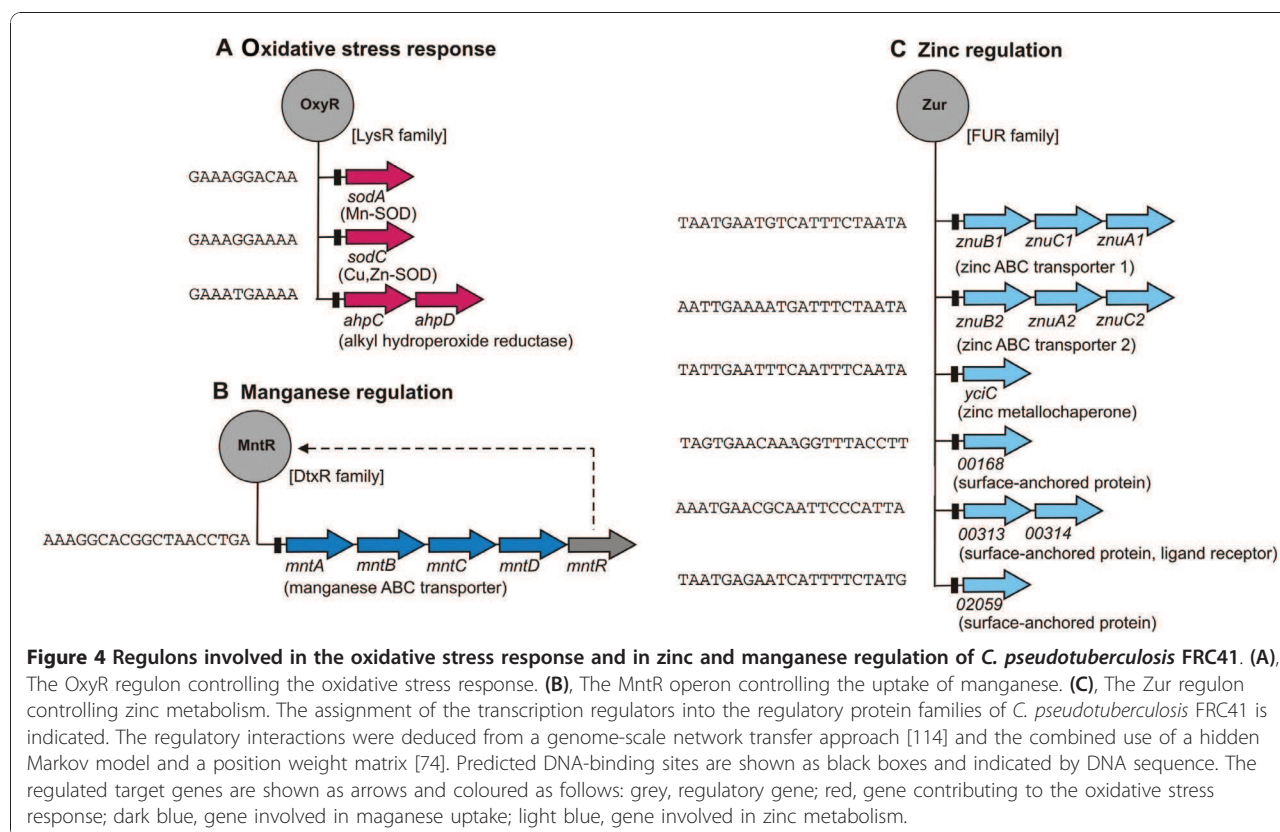 A Oxidative stress response
OxyR
[LysR family]
GAAAGGACAA
sodA
(Mn-SOD)
GAAAGGAAAA
sodC
(Cu,Zn-SOD)
GAAATGAAAA
ahpC ahpD
(alkyl hydroperoxide reductase)
B Manganese regulation
MntR
[DtxR family]
AAAGGCACGGCTAACCTGA
mntA mntB mntC mntD mntR
(manganese ABC transporter)
C Zinc regulation
Zur
[FUR family]
TAATGAATGTCATTTCTAATA
znuB1 znuC1 znuA1
(zinc ABC transporter 1)
AATTGAAAATGATTTCTAATA
znuB2 znuA2 znuC2
(zinc ABC transporter 2)
TATTGAATTTCAATTTCAATA
yciC
(zinc metallochaperone)
TAGTGAACAAAGGTTTACCTT
00168
(surface-anchored protein)
AAATGAACGCAATTCCCATTA
00313 00314
(surface-anchored protein, ligand receptor)
TAATGAGAATCATTTTCTATG
02059
(surface-anchored protein)
Figure 4 Regulons involved in the oxidative stress response and in zinc and manganese regulation of C. pseudotuberculosis FRC41. (A),
The OxyR regulon controlling the oxidative stress response. (B), The MntR operon controlling the uptake of manganese. (C), The Zur regulon
controlling zinc metabolism. The assignment of the transcription regulators into the regulatory protein families of C. pseudotuberculosis FRC41 is
indicated. The regulatory interactions were deduced from a genome-scale network transfer approach [114] and the combined use of a hidden
Markov model and a position weight matrix [74]. Predicted DNA-binding sites are shown as black boxes and indicated by DNA sequence. The
regulated target genes are shown as arrows and coloured as follows: grey, regulatory gene; red, gene contributing to the oxidative stress
response; dark blue, gene involved in maganese uptake; light blue, gene involved in zinc metabolism.